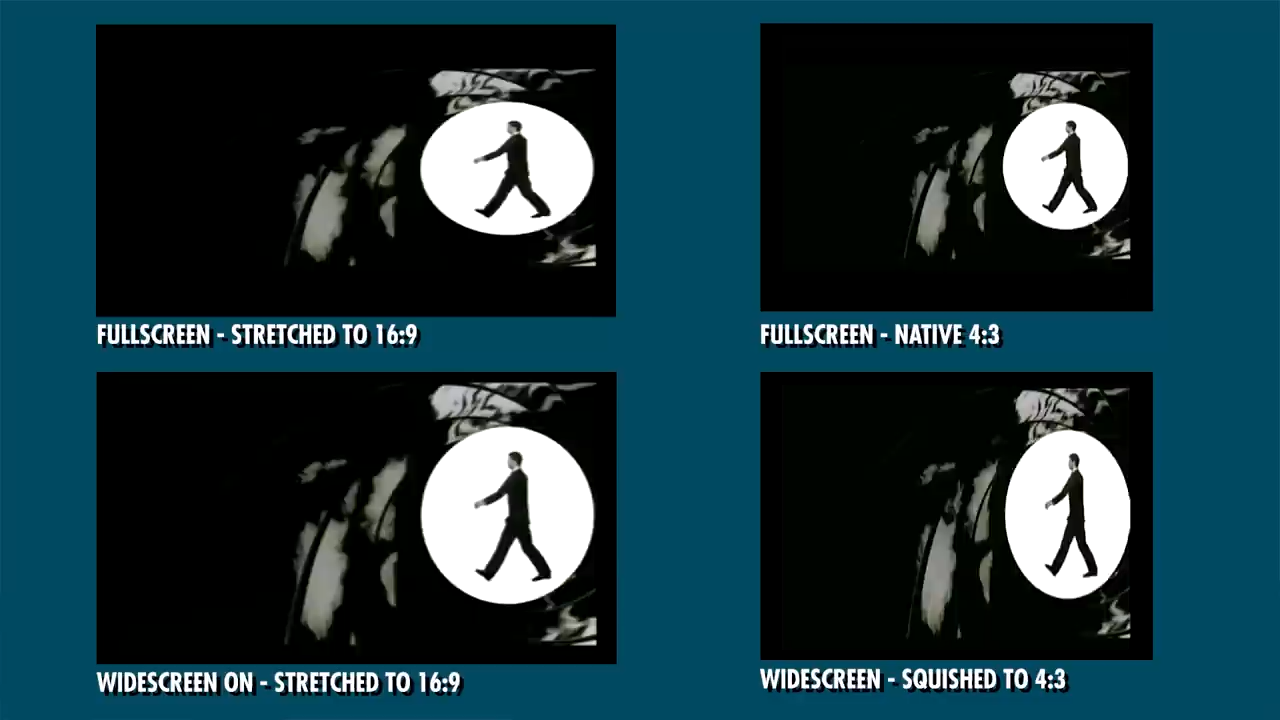 FULLSCREEN - STRETCHED TO 16:9
FULLSCREEN - NATIVE 4:3
WIDESCREEN ON - STRETCHED TO 16:9
WIDESCREEN - SQUISHED TO 4:3